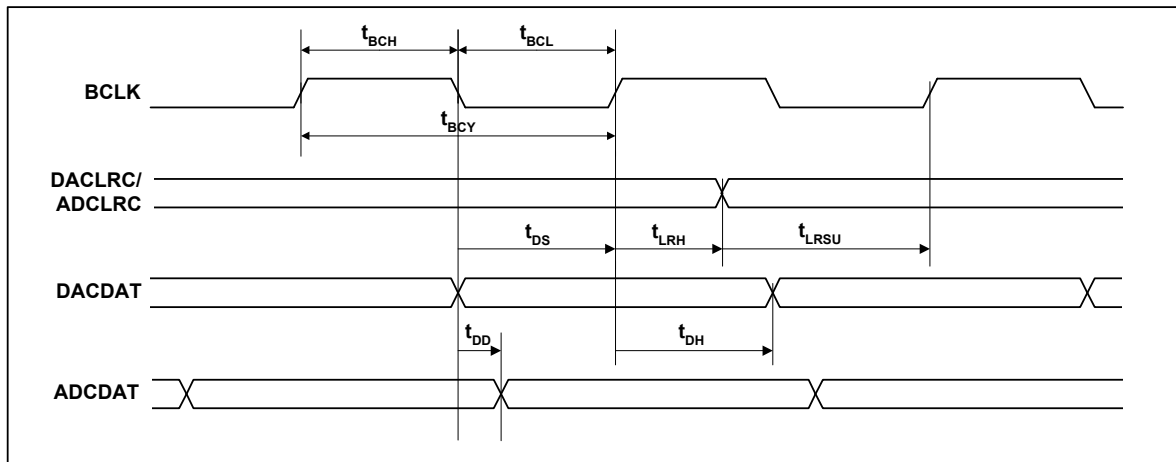 tBCH
tBCL
BCLK
tBCY
DACLRC/
ADCLRC
tDS
tLRH
tLRSU
DACDAT
tDD
tDH
ADCDAT